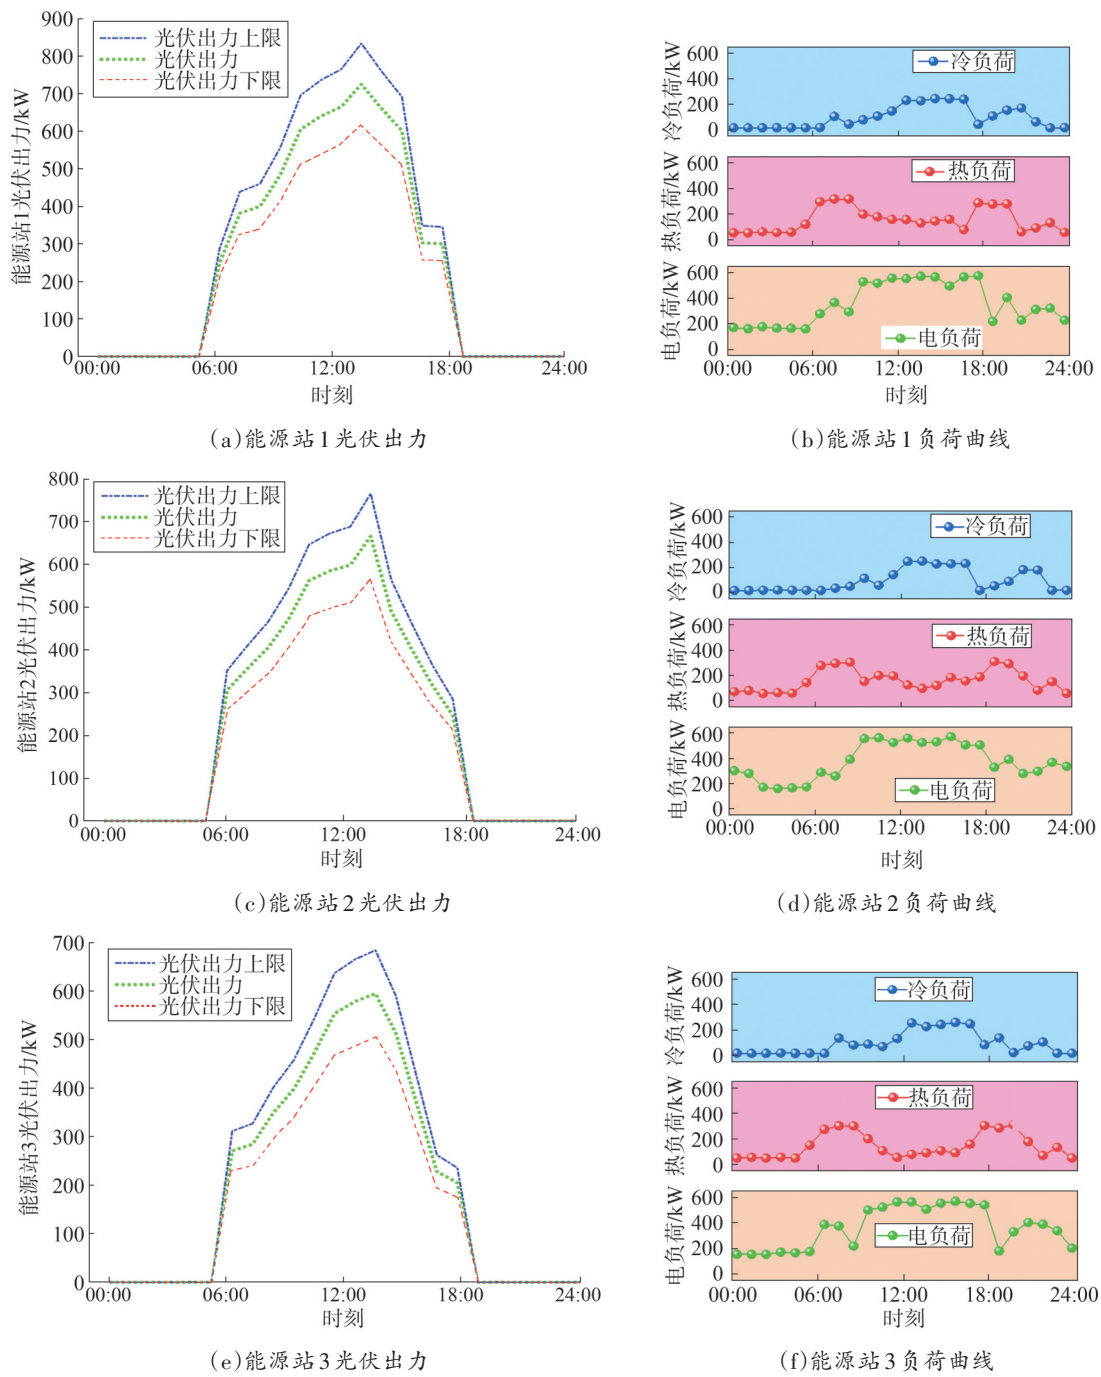 能源站1光伏出力/kW
900
800
700
600
500
400
300
200
100
0
光伏出力上限
光伏出力
光伏出力下限
00:00 06:00 12:00 18:00 24:00
时刻
(a)能源站1光伏出力
冷负荷/kW
600
400
200
0
冷负荷
热负荷/kW
600
400
200
0
热负荷
电负荷/kW
600
400
200
0
电负荷
00:00 06:00 12:00 18:00 24:00
时刻
(b)能源站1负荷曲线
能源站2光伏出力/kW
800
700
600
500
400
300
200
100
0
光伏出力上限
光伏出力
光伏出力下限
00:00 06:00 12:00 18:00 24:00
时刻
(c)能源站2光伏出力
冷负荷/kW
600
400
200
0
冷负荷
热负荷/kW
600
400
200
0
热负荷
电负荷/kW
600
400
200
0
电负荷
00:00 06:00 12:00 18:00 24:00
时刻
(d)能源站2负荷曲线
能源站3光伏出力/kW
700
600
500
400
300
200
100
0
光伏出力上限
光伏出力
光伏出力下限
00:00 06:00 12:00 18:00 24:00
时刻
(e)能源站3光伏出力
冷负荷/kW
600
400
200
0
冷负荷
热负荷/kW
600
400
200
0
热负荷
电负荷/kW
600
400
200
0
电负荷
00:00 06:00 12:00 18:00 24:00
时刻
(f)能源站3负荷曲线